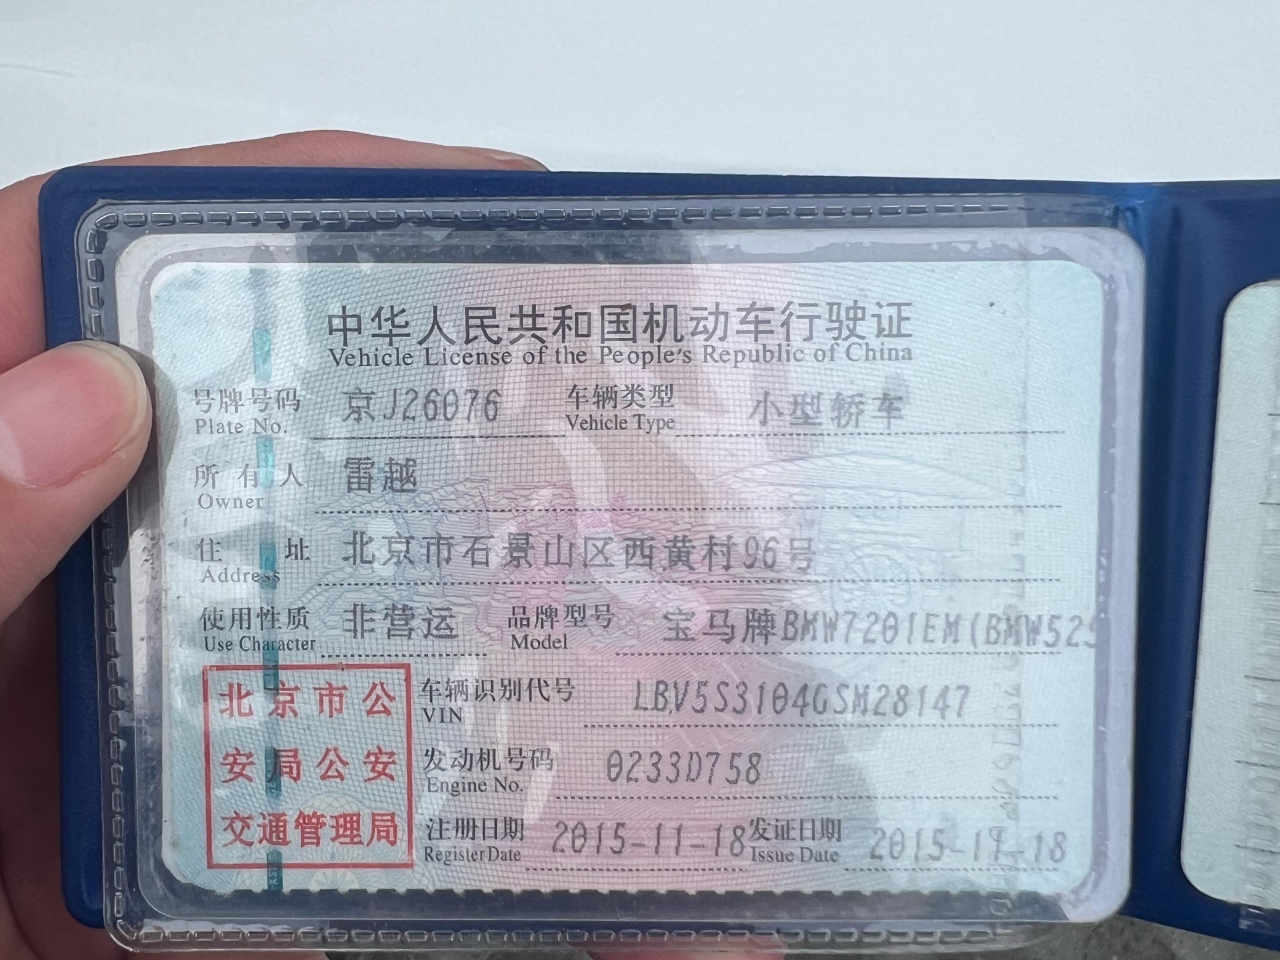 中华人民共和国机动车行驶证
Vehicle License of the People's Republic of China
号牌号码 京J26076 车辆类型 小型轿车
Plate No. Vehicle Type
所有人 雷越
Owner
住址 北京市石景山区西黄村96号
Address
使用性质 非营运 品牌型号 宝马牌BMW7201EM(BMW525
Use Character Model
北京市公
安局公安
交通管理局
车辆识别代号 LBV5S3104GSM28147
VIN
发动机号码 0233D758
Engine No.
注册日期 2015-11-18 发证日期 2015-11-18
Register Date Issue Date